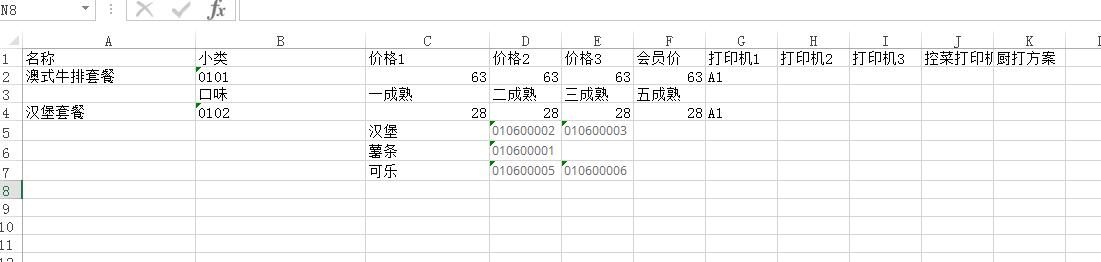 N8 fx
A B C D E F G H I J K
1 名称 小类 价格1 价格2 价格3 会员价 打印机1 打印机2 打印机3 控菜打印机 厨打方案
2 澳式牛排套餐 0101 63 63 63 63 A1
3 口味 一成熟 二成熟 三成熟 五成熟
4 汉堡套餐 0102 28 28 28 28 A1
5 汉堡 010600002 010600003
6 薯条 010600001
7 可乐 010600005 010600006
8
9
10
11